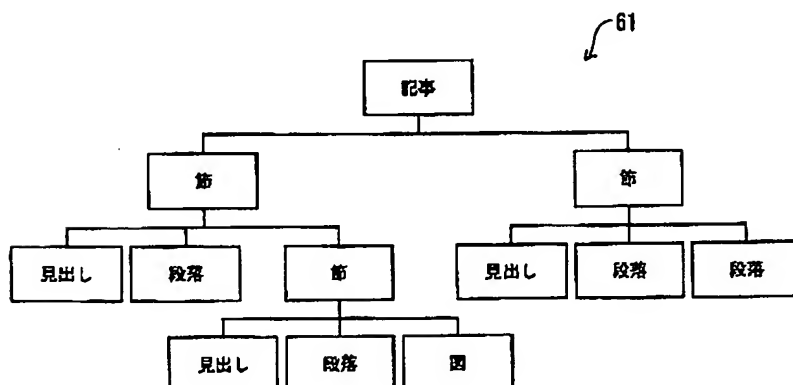 61
記事
節 節
見出し 段落 節 見出し 段落 段落
見出し 段落 図